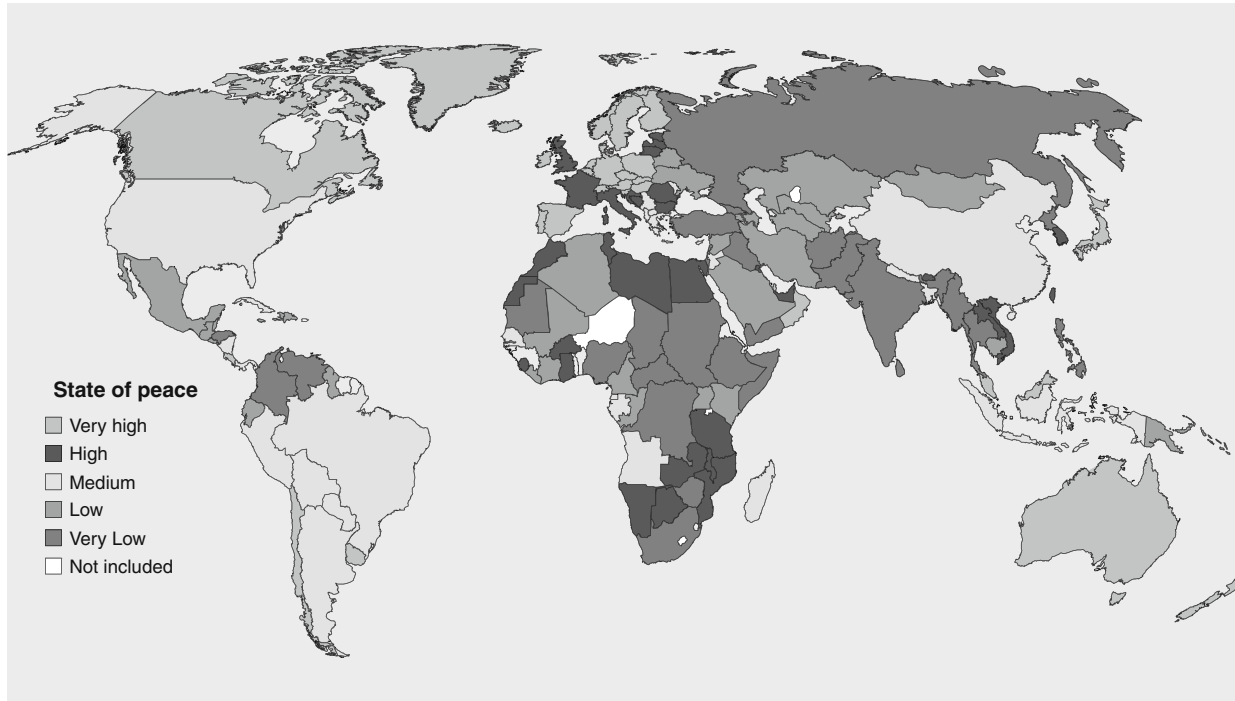 State of peace
Very high
High
Medium
Low
Very Low
Not included